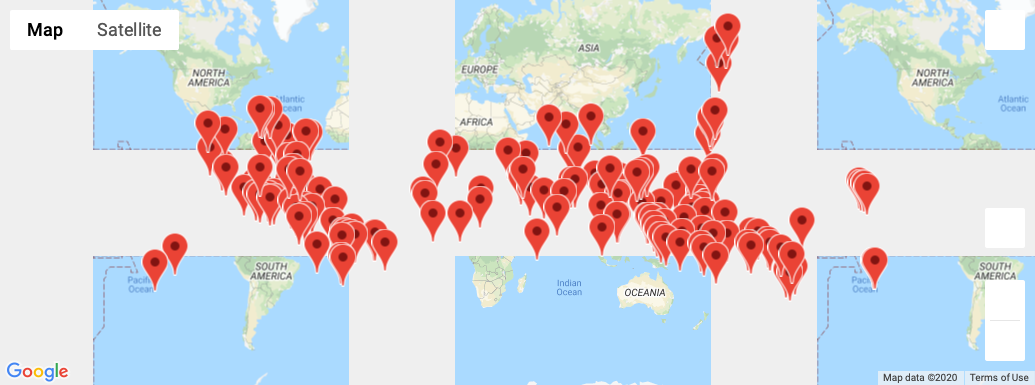 Map Satellite
NORTH
AMERICA
Atlantic
Ocean
EUROPE
ASIA
AFRICA
NORTH
AMERICA
Atlantic
Ocean
SOUTH
AMERICA
Pacific
Ocean
Indian
Ocean
OCEANIA
Pacific
Ocean
SOUTH
AMERICA
Google
Map data ©2020 Terms of Use